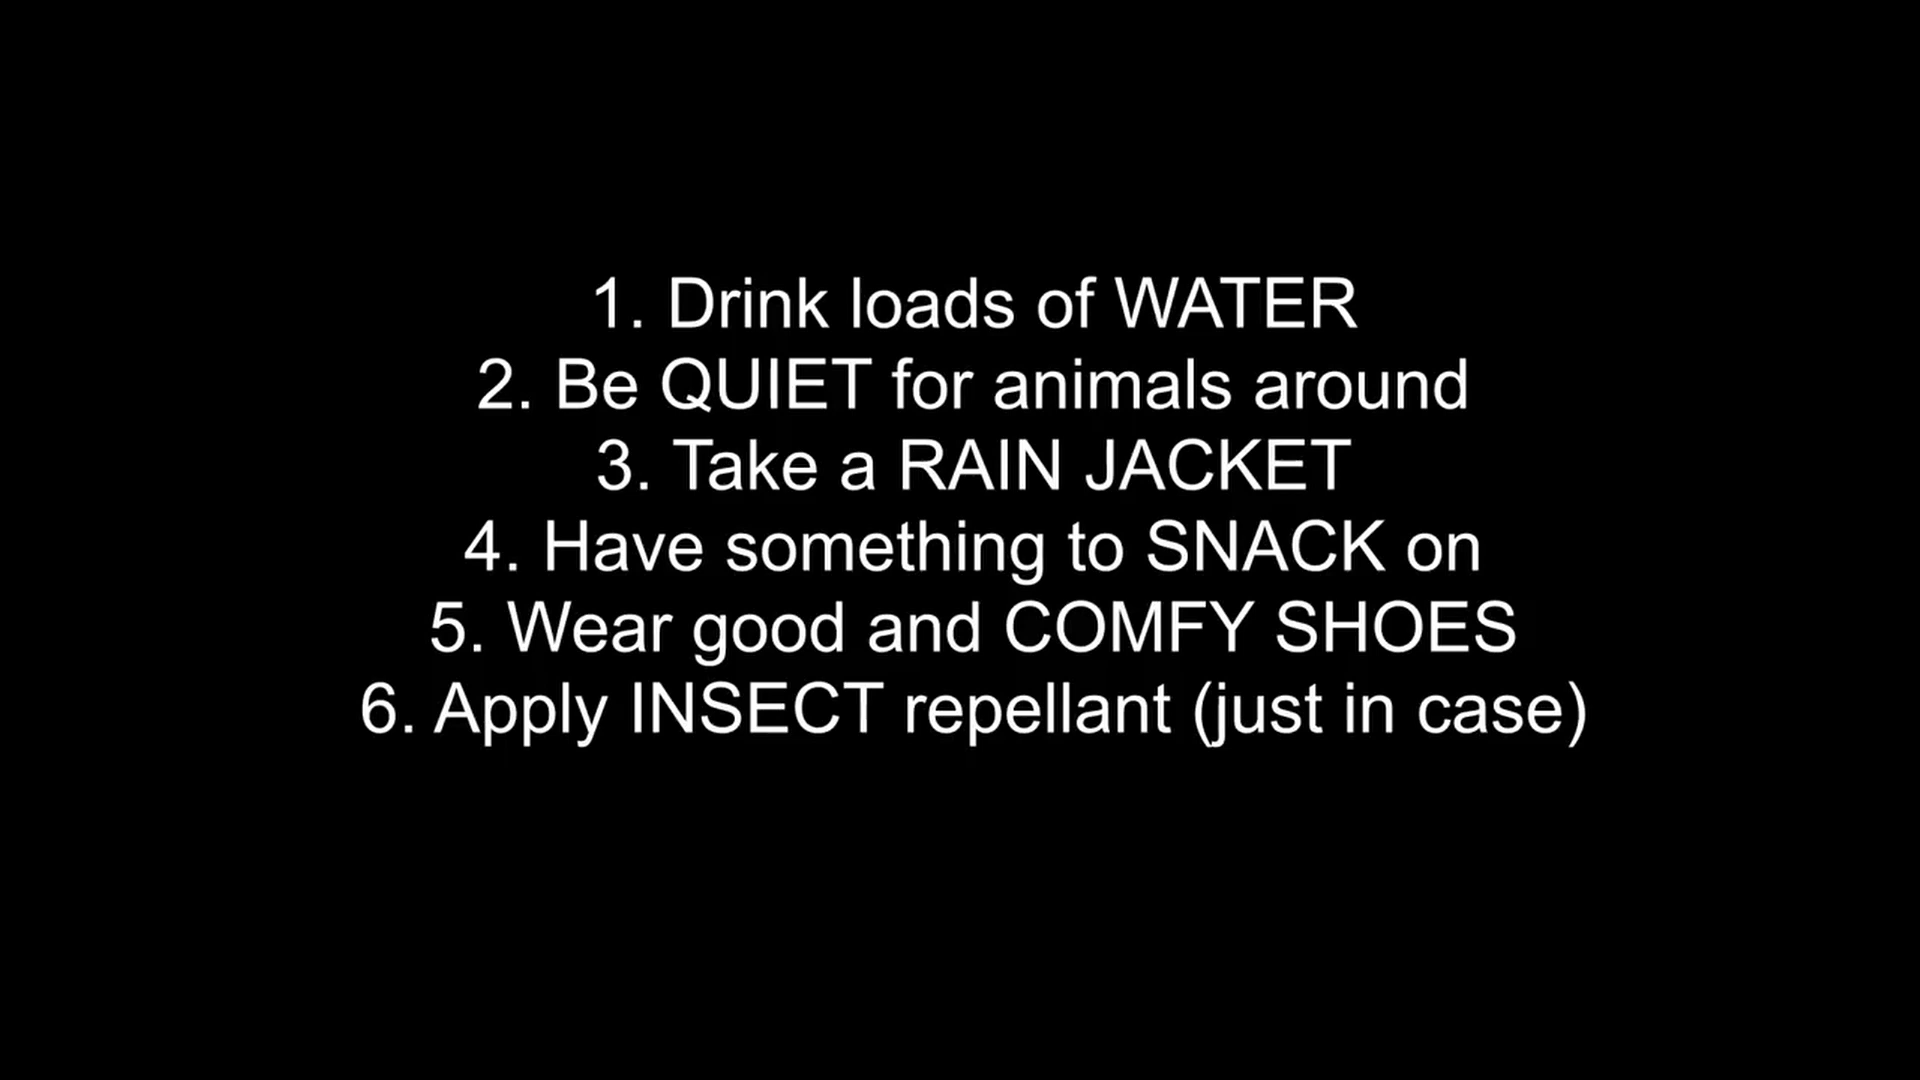 1. Drink loads of WATER
2. Be QUIET for animals around
3. Take a RAIN JACKET
4. Have something to SNACK on
5. Wear good and COMFY SHOES
6. Apply INSECT repellant (just in case)